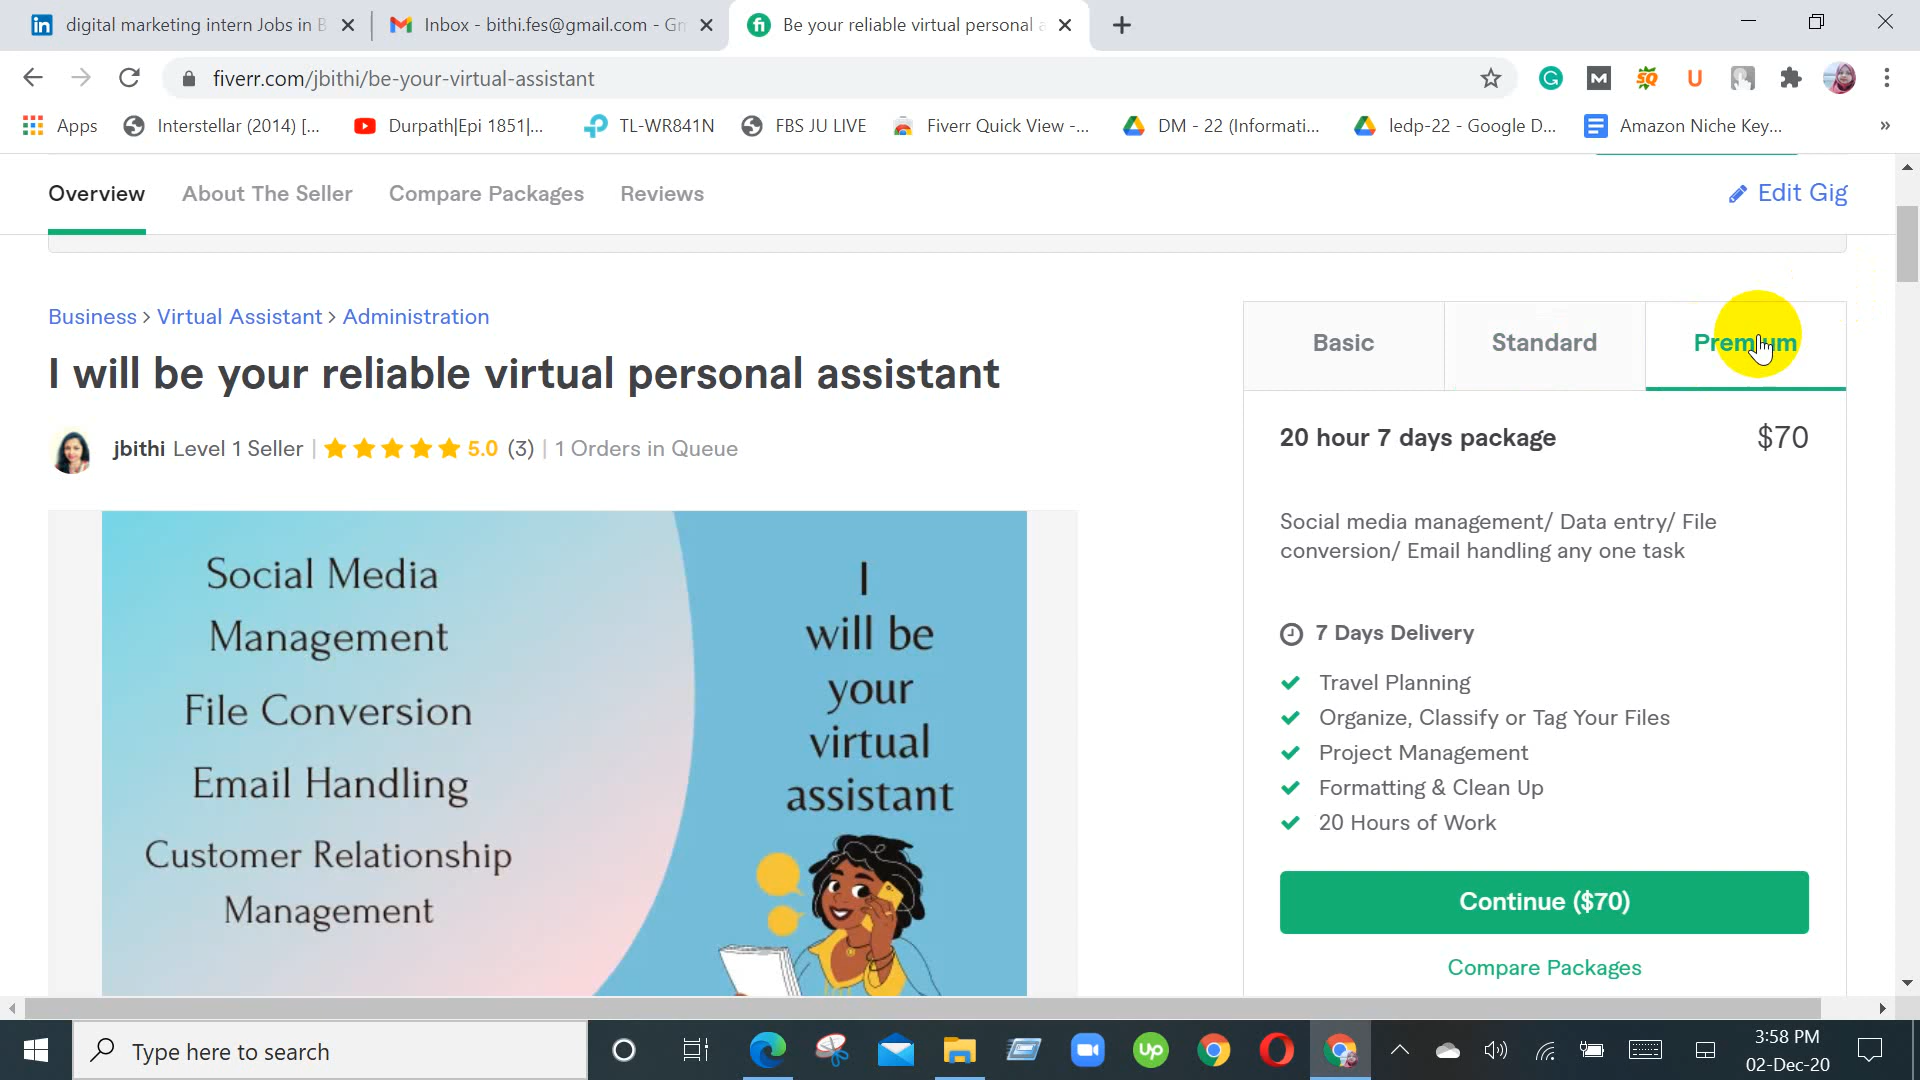 digital marketing intern Jobs in B
Inbox - bithi.fes@gmail.com - Gm
Be your reliable virtual personal a
fiverr.com/jbithi/be-your-virtual-assistant
Apps
Interstellar (2014) [...
Durpath|Epi 1851|...
TL-WR841N
FBS JU LIVE
Fiverr Quick View -...
DM - 22 (Informati...
ledp-22 - Google D...
Amazon Niche Key...
»
Overview
About The Seller
Compare Packages
Reviews
Edit Gig
Business > Virtual Assistant > Administration
I will be your reliable virtual personal assistant
jbithi Level 1 Seller | 5.0 (3) | 1 Orders in Queue
Social Media
Management
File Conversion
Email Handling
Customer Relationship
Management
I
will be
your
virtual
assistant
Basic
Standard
Premium
20 hour 7 days package $70
Social media management/ Data entry/ File
conversion/ Email handling any one task
7 Days Delivery
Travel Planning
Organize, Classify or Tag Your Files
Project Management
Formatting & Clean Up
20 Hours of Work
Continue ($70)
Compare Packages
Type here to search
3:58 PM
02-Dec-20